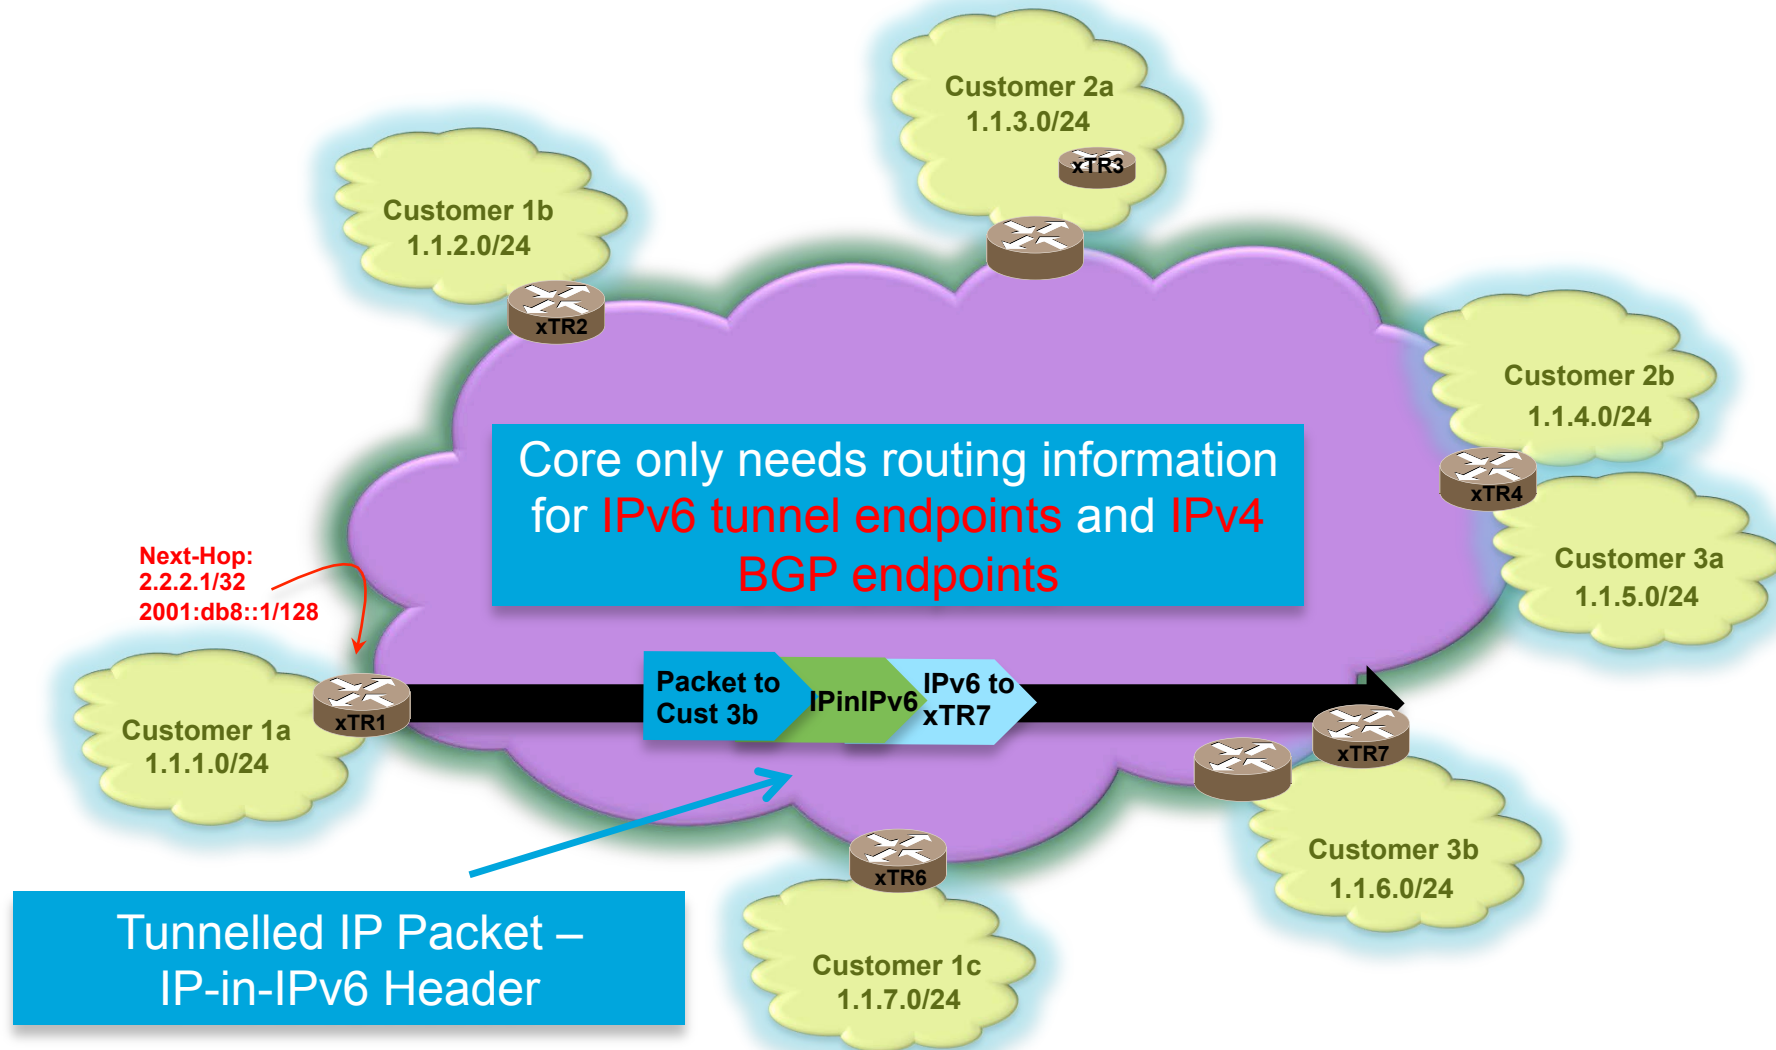 Customer 2a
1.1.3.0/24
xTR3
Customer 1b
1.1.2.0/24
xTR2
Customer 2b
1.1.4.0/24
xTR4
Core only needs routing information
for IPv6 tunnel endpoints and IPv4
BGP endpoints
Next-Hop:
2.2.2.1/32
2001:db8::1/128
Customer 3a
1.1.5.0/24
Packet to
Cust 3b
IPinIPv6
IPv6 to
xTR7
xTR1
Customer 1a
1.1.1.0/24
xTR7
Customer 3b
1.1.6.0/24
xTR6
Customer 1c
1.1.7.0/24
Tunnelled IP Packet –
IP-in-IPv6 Header